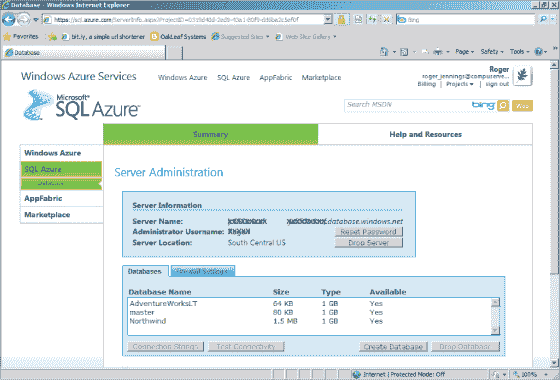 Database - Windows Internet Explorer
bing
Favorites bit.ly, a simple url shortener OakLeaf Systems Suggested Sites Web Slice Gallery
Database Page Safety Tools
Windows Azure Services Windows Azure SQL Azure AppFabric Marketplace
Roger
Billing Projects sign out
Microsoft
SQL Azure
Search MSDN bing
Summary Help and Resources
Windows Azure
SQL Azure
Database
AppFabric
Marketplace
Server Administration
Server Information
Server Name: .database.windows.net
Administrator Username: Reset Password
Server Location: South Central US Drop Server
Databases Firewall Settings
Database Name Size Type Available
AdventureWorksLT 64 KB 1 GB Yes
master 80 KB 1 GB Yes
Northwind 1.5 MB 1 GB Yes
Connection Strings Test Connectivity Create Database Drop Database
Internet | Protected Mode: Off 100%